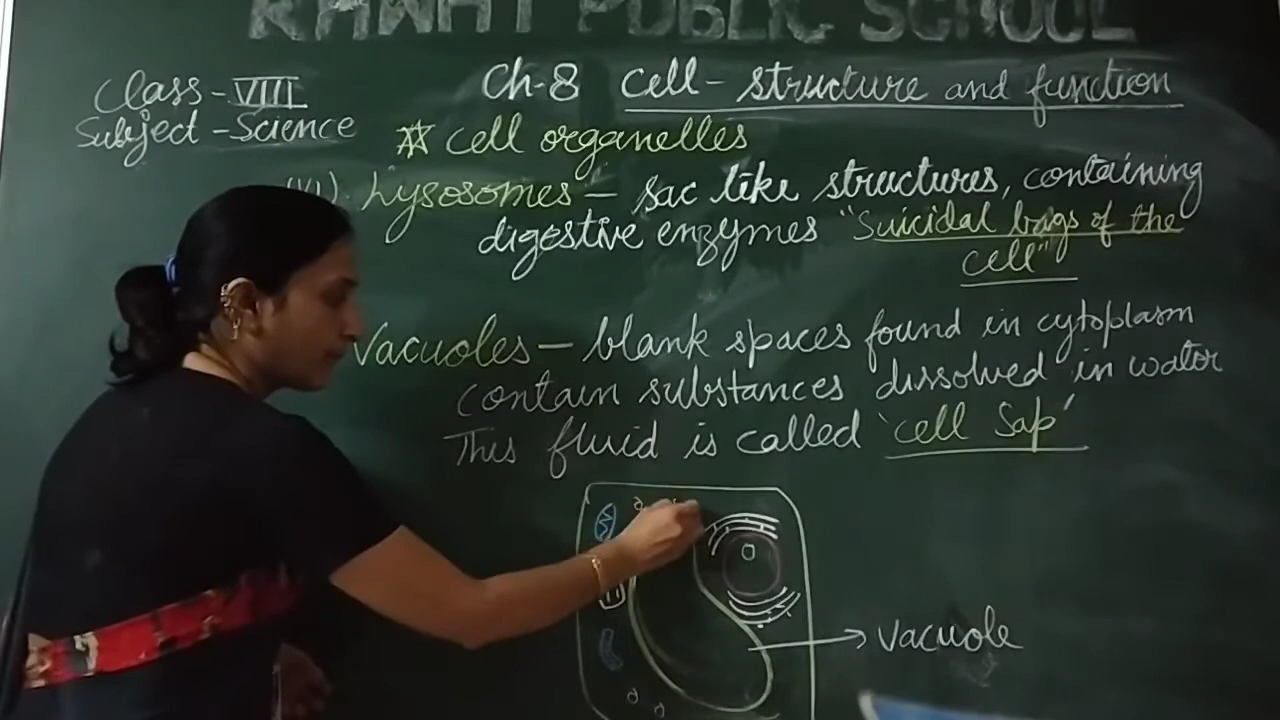 RAWAT PUBLIC SCHOOL
Class - VIII
Ch-8 Cell - structure and function
Subject - Science
☆ Cell organelles
(VI). Lysosomes - Sac like structures, containing
digestive enzymes "Suicidal bags of the
cell"
Vacuoles - blank spaces found in cytoplasm
contain substances dissolved in water
This fluid is called 'cell Sap'
Vacuole